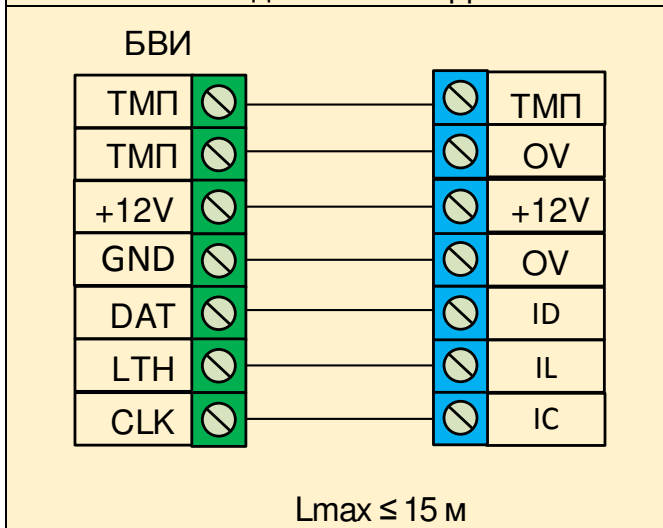 БВИ
ТМП ТМП
ТМП OV
+12V +12V
GND OV
DAT ID
LTH IL
CLK IC
Lmax ≤ 15 м